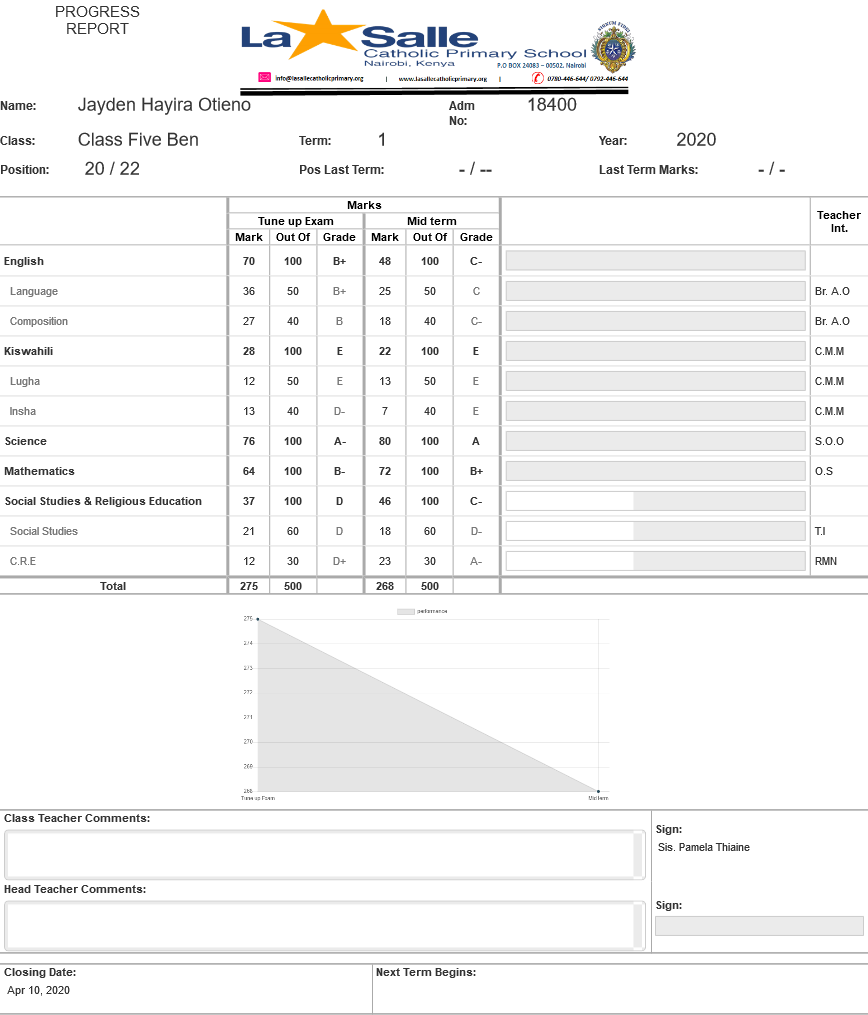 PROGRESS
REPORT
La Salle
Catholic Primary School
Nairobi, Kenya
P.O BOX 24083 – 00502, Nairobi
info@lasallecatholicprimary.org | www.lasallecatholicprimary.org | 0780-446-644/ 0792-446-644
Name: Jayden Hayira Otieno Adm No: 18400
Class: Class Five Ben Term: 1 Year: 2020
Position: 20 / 22 Pos Last Term: - / -- Last Term Marks: - / -
Marks
Tune up Exam Mid term Teacher Int.
Mark Out Of Grade Mark Out Of Grade
English 70 100 B+ 48 100 C-
Language 36 50 B+ 25 50 C Br. A.O
Composition 27 40 B 18 40 C- Br. A.O
Kiswahili 28 100 E 22 100 E C.M.M
Lugha 12 50 E 13 50 E C.M.M
Insha 13 40 D- 7 40 E C.M.M
Science 76 100 A- 80 100 A S.O.O
Mathematics 64 100 B- 72 100 B+ O.S
Social Studies & Religious Education 37 100 D 46 100 C-
Social Studies 21 60 D 18 60 D- T.I
C.R.E 12 30 D+ 23 30 A- RMN
Total 275 500 268 500
performance
275
274
273
272
271
270
269
268
Tune up Exam Mid term
Class Teacher Comments:
Sign:
Sis. Pamela Thiaine
Head Teacher Comments:
Sign:
Closing Date: Next Term Begins:
Apr 10, 2020